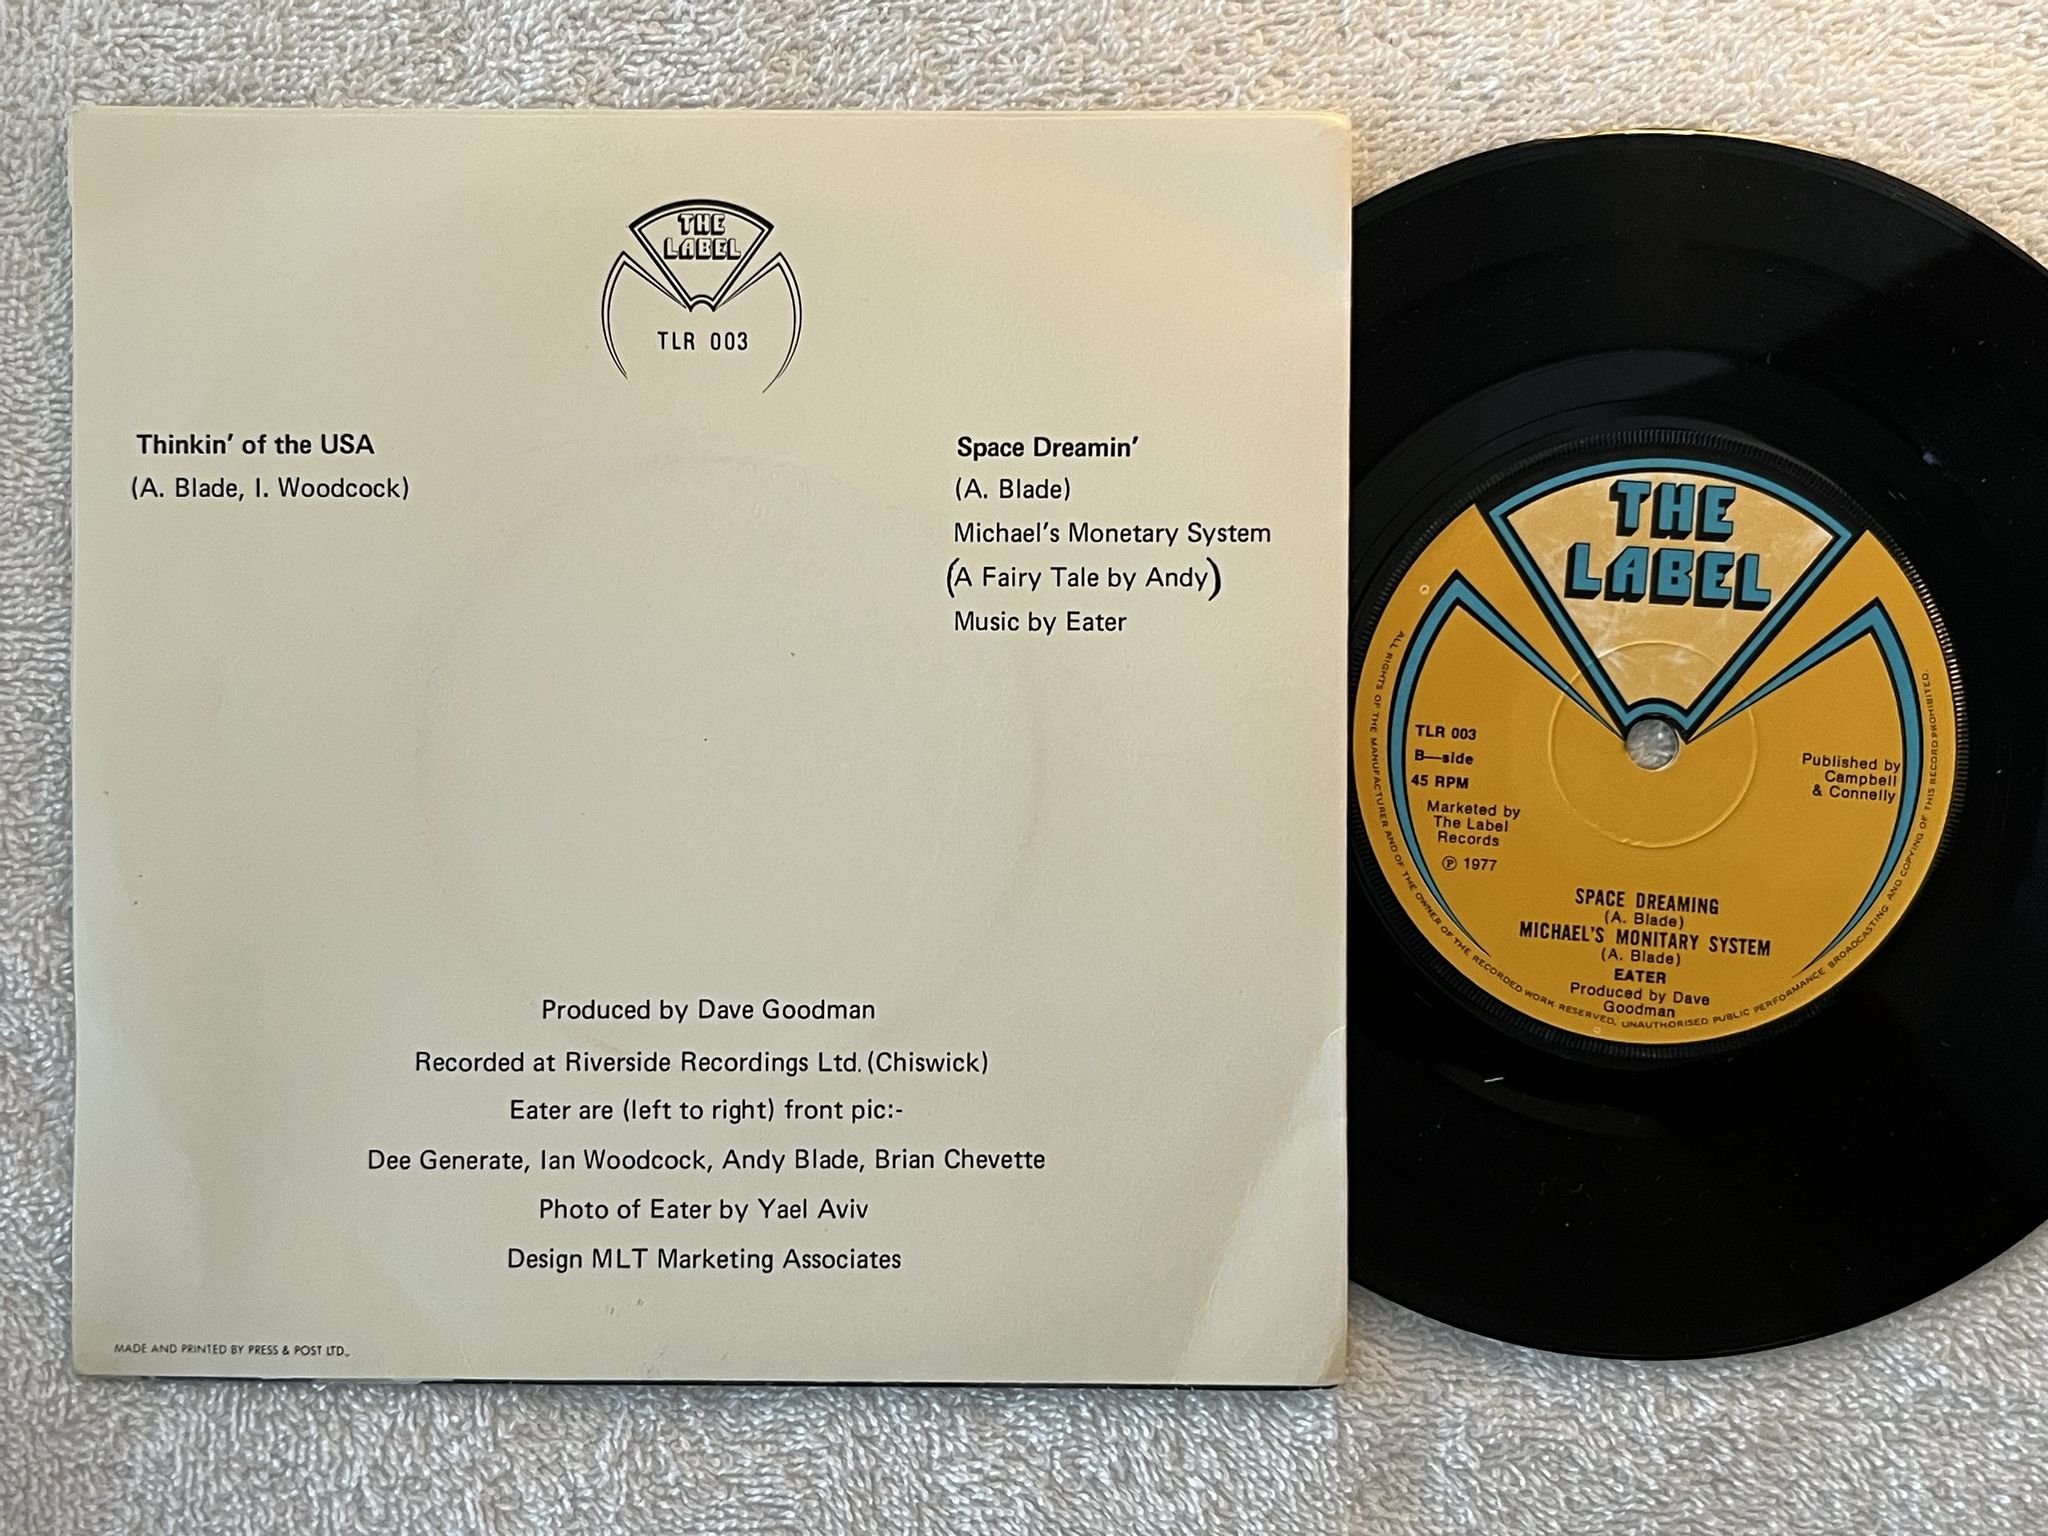 THE
LABEL
TLR 003
Thinkin' of the USA
(A. Blade, I. Woodcock)
Space Dreamin'
(A. Blade)
Michael's Monetary System
(A Fairy Tale by Andy)
Music by Eater
Produced by Dave Goodman
Recorded at Riverside Recordings Ltd. (Chiswick)
Eater are (left to right) front pic:-
Dee Generate, Ian Woodcock, Andy Blade, Brian Chevette
Photo of Eater by Yael Aviv
Design MLT Marketing Associates
MADE AND PRINTED BY PRESS & POST LTD.
THE
LABEL
TLR 003
B—side
45 RPM
Marketed by
The Label
Records
℗ 1977
Published by
Campbell
& Connelly
SPACE DREAMING
(A. Blade)
MICHAEL'S MONITARY SYSTEM
(A. Blade)
EATER
Produced by Dave
Goodman
ALL RIGHTS OF THE MANUFACTURER AND OF THE OWNER OF THE RECORDED WORK RESERVED, UNAUTHORISED PUBLIC PERFORMANCE BROADCASTING AND COPYING OF THIS RECORD PROHIBITED.